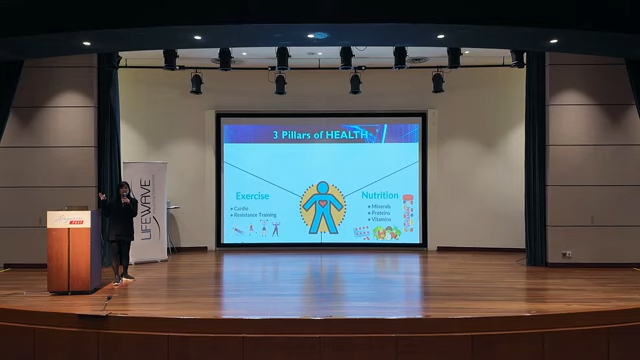 3 Pillars of HEALTH
Exercise
Cardio
Resistance Training
Nutrition
Minerals
Proteins
Vitamins
LIFEWAVE